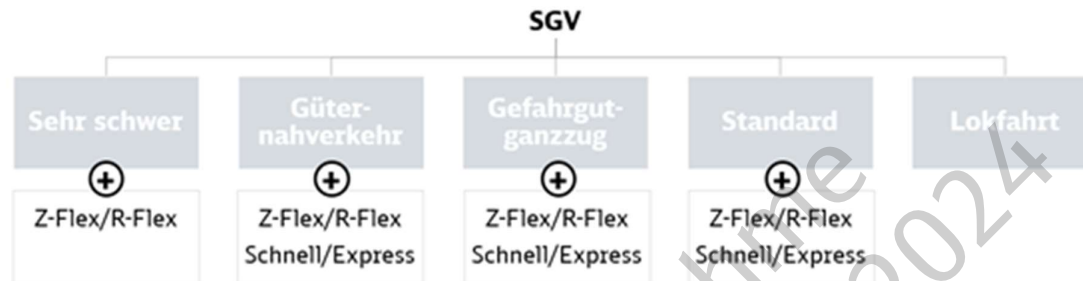 SGV
Sehr schwer
Güter-
nahverkehr
Gefahrgut-
ganzzug
Standard
Lokfahrt
Z-Flex/R-Flex
Z-Flex/R-Flex
Schnell/Express
Z-Flex/R-Flex
Schnell/Express
Z-Flex/R-Flex
Schnell/Express
2024